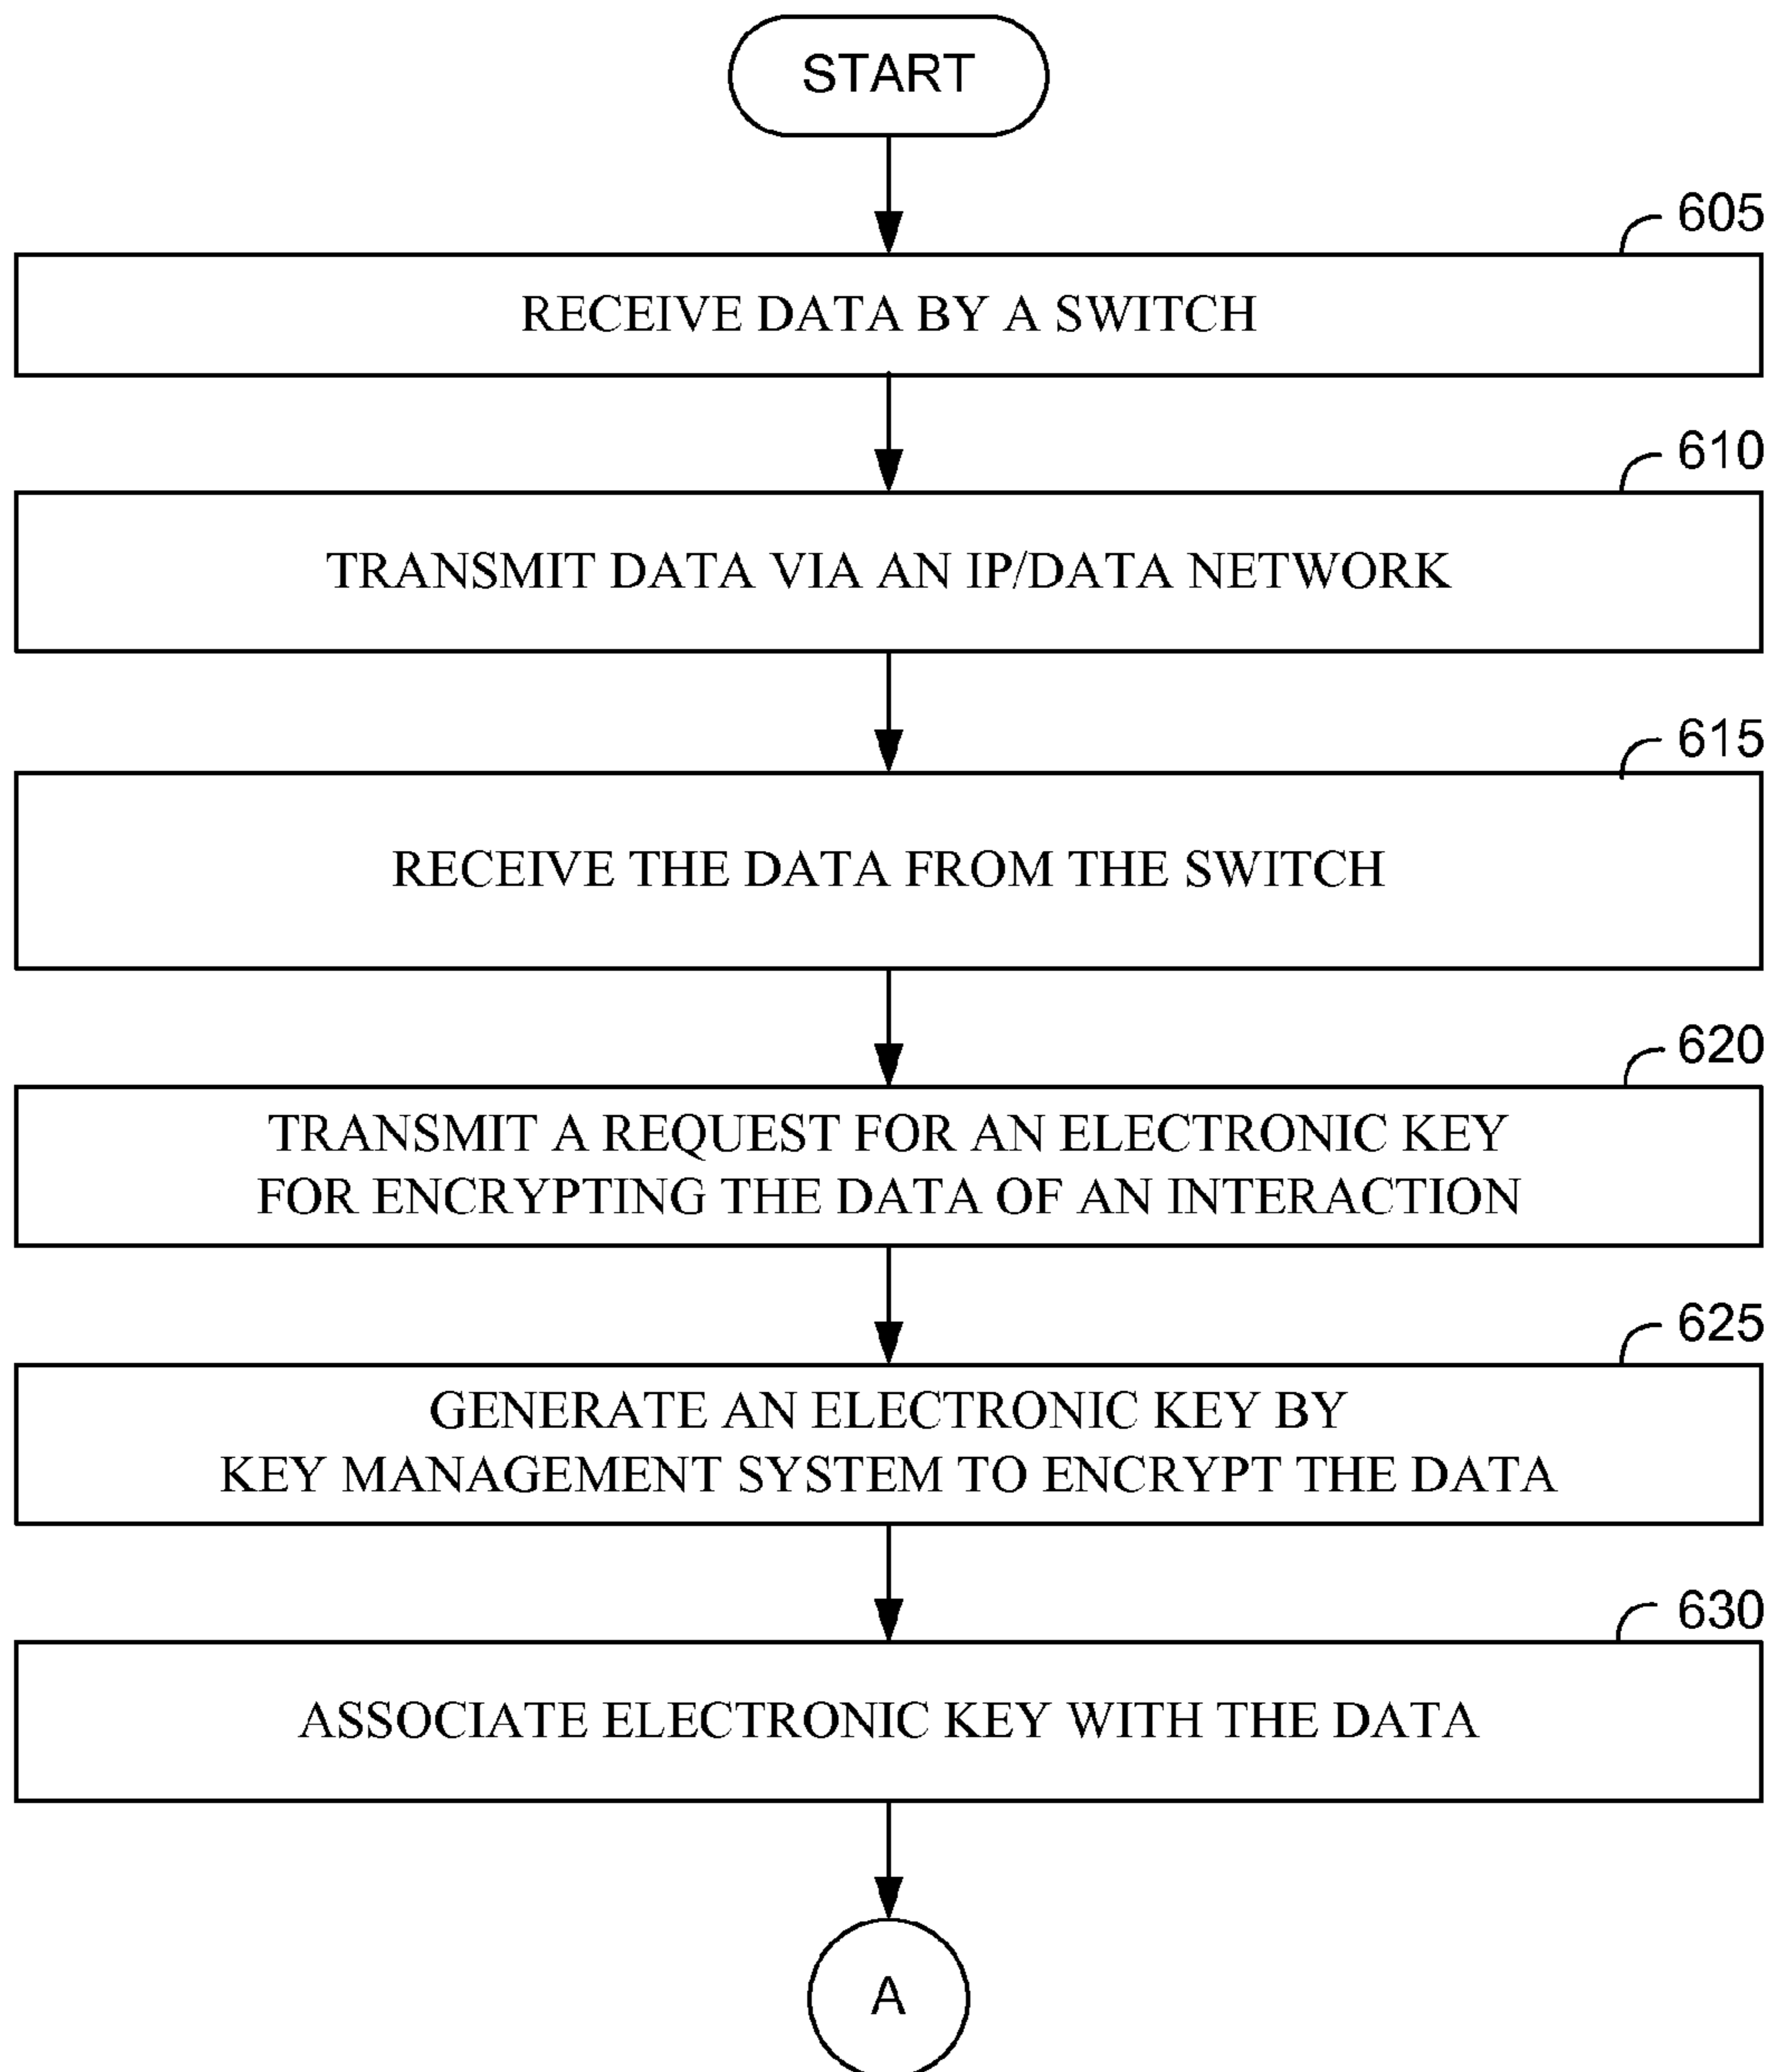 START
605
RECEIVE DATA BY A SWITCH
610
TRANSMIT DATA VIA AN IP/DATA NETWORK
615
RECEIVE THE DATA FROM THE SWITCH
620
TRANSMIT A REQUEST FOR AN ELECTRONIC KEY
FOR ENCRYPTING THE DATA OF AN INTERACTION
625
GENERATE AN ELECTRONIC KEY BY
KEY MANAGEMENT SYSTEM TO ENCRYPT THE DATA
630
ASSOCIATE ELECTRONIC KEY WITH THE DATA
A